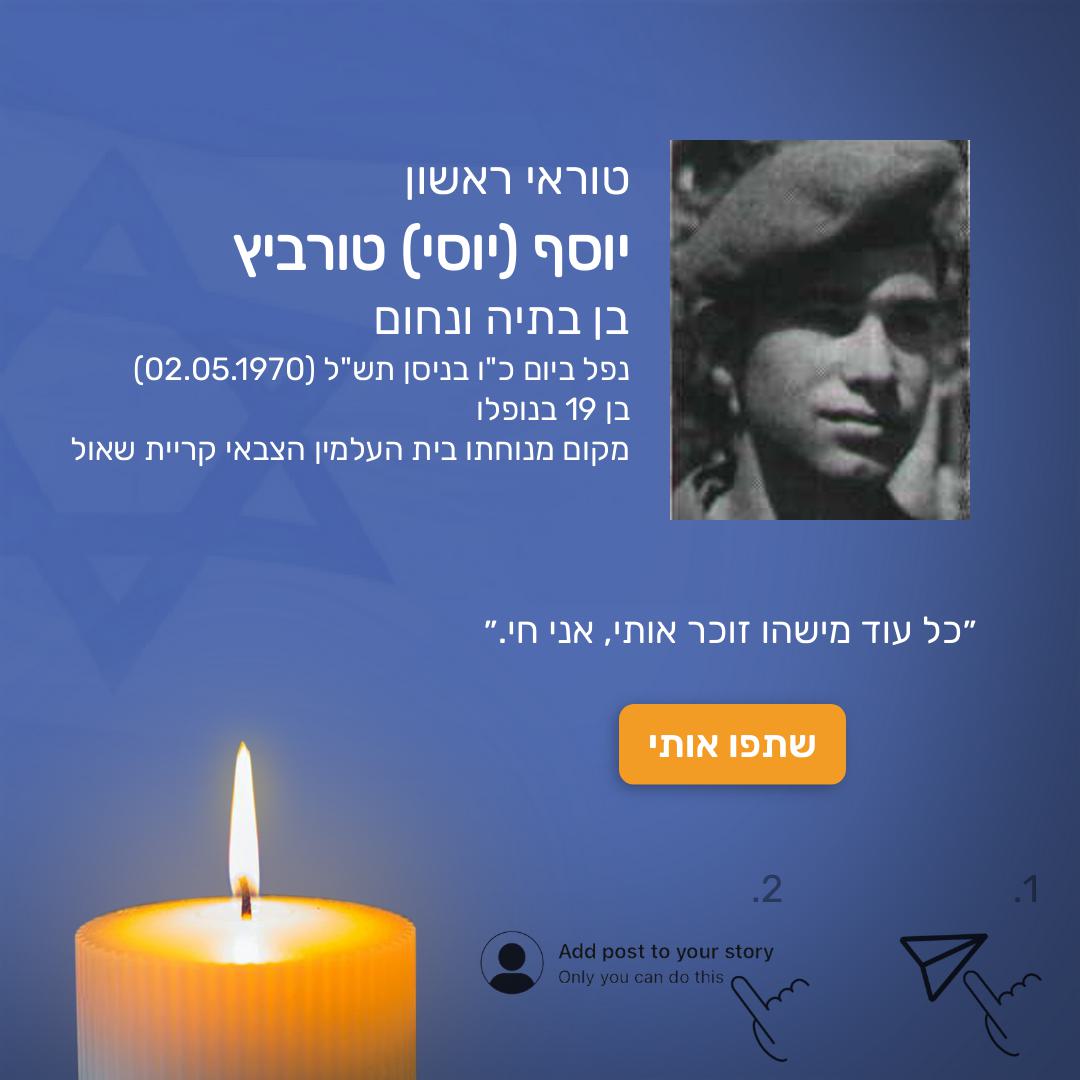 טוראי ראשון
יוסף (יוסי) טורביץ
בן בתיה ונחום
נפל ביום כ"ו בניסן תש"ל (02.05.1970)
בן 19 בנופלו
מקום מנוחתו בית העלמין הצבאי קריית שאול
״כל עוד מישהו זוכר אותי, אני חי.״
שתפו אותי
.1
.2
Add post to your story
Only you can do this